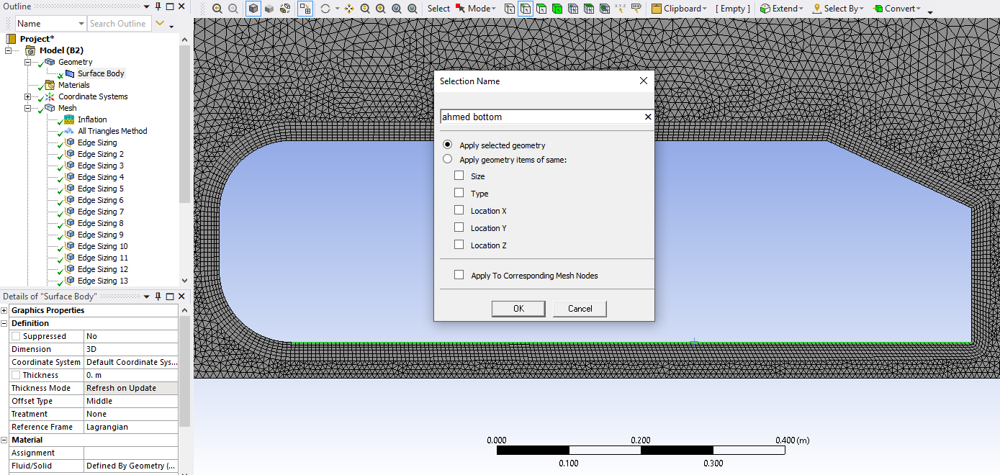 Outline
Name
Search Outline
Project*
Model (B2)
Geometry
Surface Body
Materials
Coordinate Systems
Mesh
Inflation
All Triangles Method
Edge Sizing
Edge Sizing 2
Edge Sizing 3
Edge Sizing 4
Edge Sizing 5
Edge Sizing 6
Edge Sizing 7
Edge Sizing 8
Edge Sizing 9
Edge Sizing 10
Edge Sizing 11
Edge Sizing 12
Edge Sizing 13
Details of "Surface Body"
Graphics Properties
Definition
Suppressed No
Dimension 3D
Coordinate System Default Coordinate Sys...
Thickness 0. m
Thickness Mode Refresh on Update
Offset Type Middle
Treatment None
Reference Frame Lagrangian
Material
Assignment
Fluid/Solid Defined By Geometry (...
Select Mode X,Y,Z Clipboard [ Empty ] Extend Select By Convert
Selection Name
ahmed bottom
Apply selected geometry
Apply geometry items of same:
Size
Type
Location X
Location Y
Location Z
Apply To Corresponding Mesh Nodes
OK Cancel
0.000 0.200 0.400 (m)
0.100 0.300